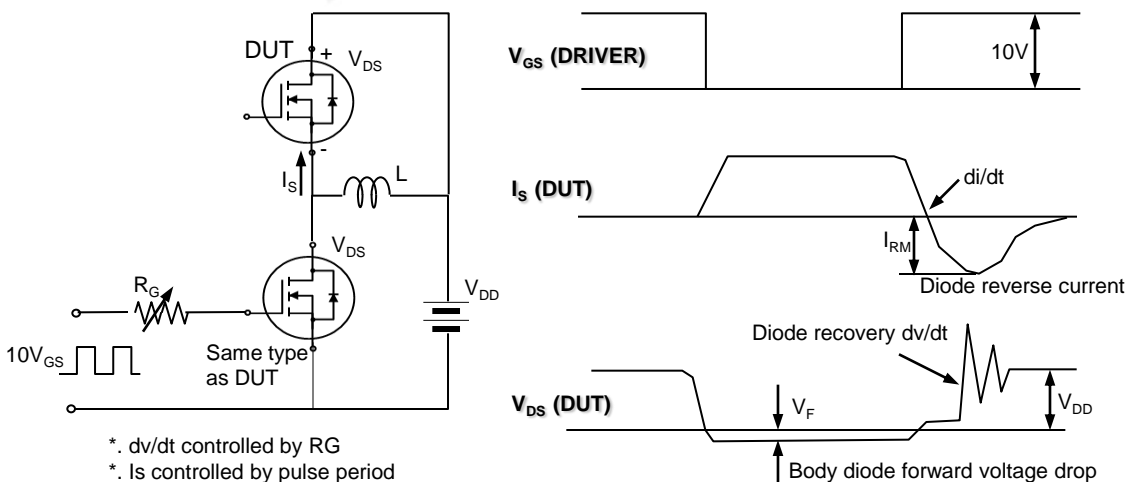 DUT
+
V_DS
-
I_S
L
V_DS
R_G
V_DD
10V_GS
Same type
as DUT
*. dv/dt controlled by RG
*. Is controlled by pulse period
V_GS (DRIVER)
10V
I_S (DUT)
di/dt
I_RM
Diode reverse current
Diode recovery dv/dt
V_DS (DUT)
V_F
V_DD
Body diode forward voltage drop